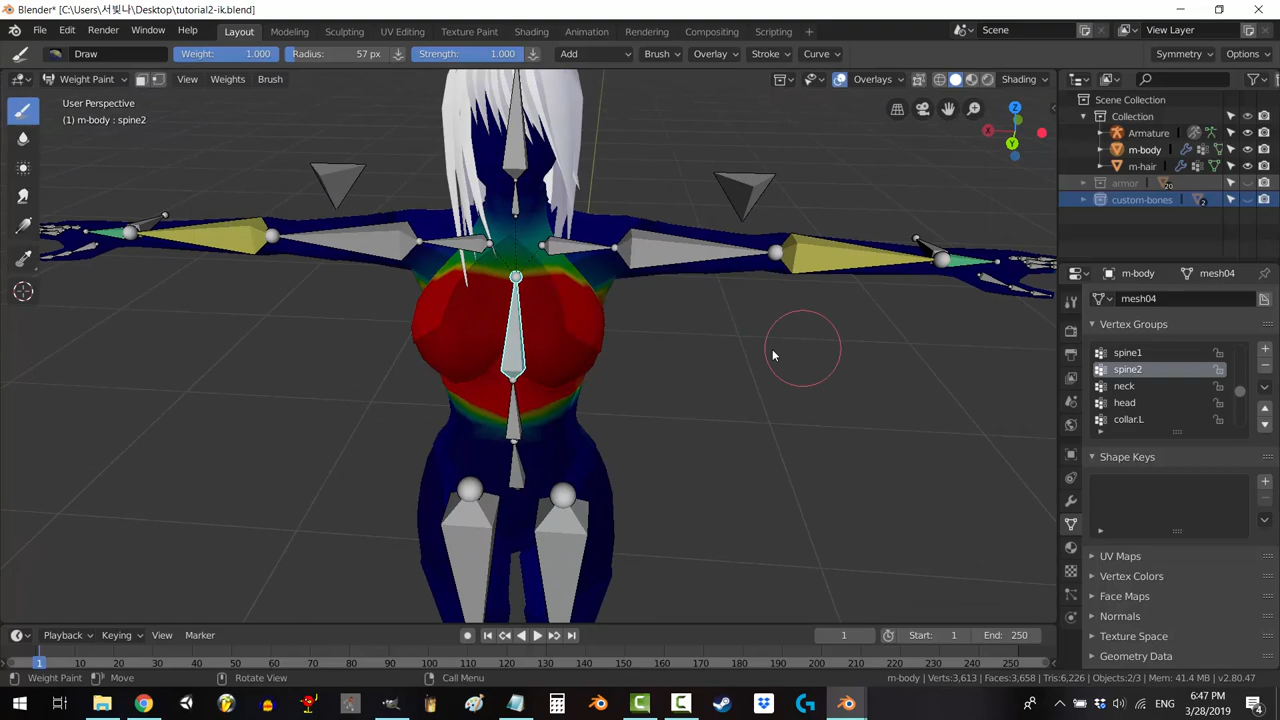 Blender* [C:\Users\서빛나\Desktop\tutorial2-ik.blend]
File Edit Render Window Help Layout Modeling Sculpting UV Editing Texture Paint Shading Animation Rendering Compositing Scripting + Scene View Layer
Draw Weight: 1.000 Radius: 57 px Strength: 1.000 Add Brush Overlay Stroke Curve Symmetry Options
Weight Paint View Weights Brush Overlays Shading
User Perspective
(1) m-body : spine2
X
Y
Z
Scene Collection
Collection
Armature
m-body
m-hair
armor 20
custom-bones 2
m-body mesh04
mesh04
Vertex Groups
spine1
spine2
neck
head
collar.L
Shape Keys
UV Maps
Vertex Colors
Face Maps
Normals
Texture Space
Geometry Data
Playback Keying View Marker 1 Start: 1 End: 250
1 10 20 30 40 50 60 70 80 90 100 110 120 130 140 150 160 170 180 190 200 210 220 230 240 250
Weight Paint Move Rotate View Call Menu m-body | Verts:3,613 | Faces:3,658 | Tris:6,226 | Objects:2/3 | Mem: 41.4 MB | v2.80.47
ENG 6:47 PM
3/28/2019 4